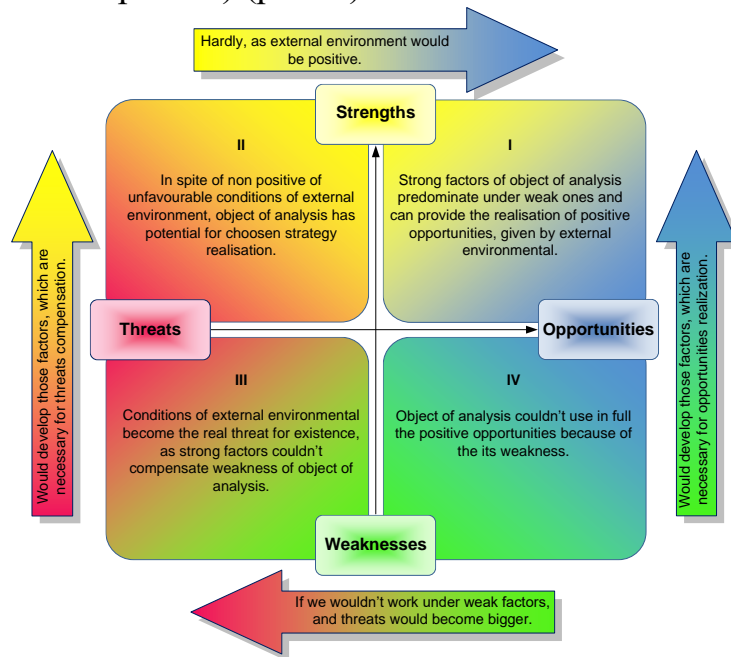 Hardly, as external environment would
be positive.
Strengths
II
In spite of non positive of
unfavourable conditions of external
environment, object of analysis has
potential for choosen strategy
realisation.
I
Strong factors of object of analysis
predominate under weak ones and
can provide the realisation of positive
opportunities, given by external
environmental.
Would develop those factors, which are
necessary for threats compensation.
Threats
Opportunities
Would develop those factors, which are
necessary for opportunities realization.
III
Conditions of external environmental
become the real threat for existence,
as strong factors couldn't
compensate weakness of object of
analysis.
IV
Object of analysis couldn't use in full
the positive opportunities because of
the its weakness.
Weaknesses
If we wouldn't work under weak factors,
and threats would become bigger.